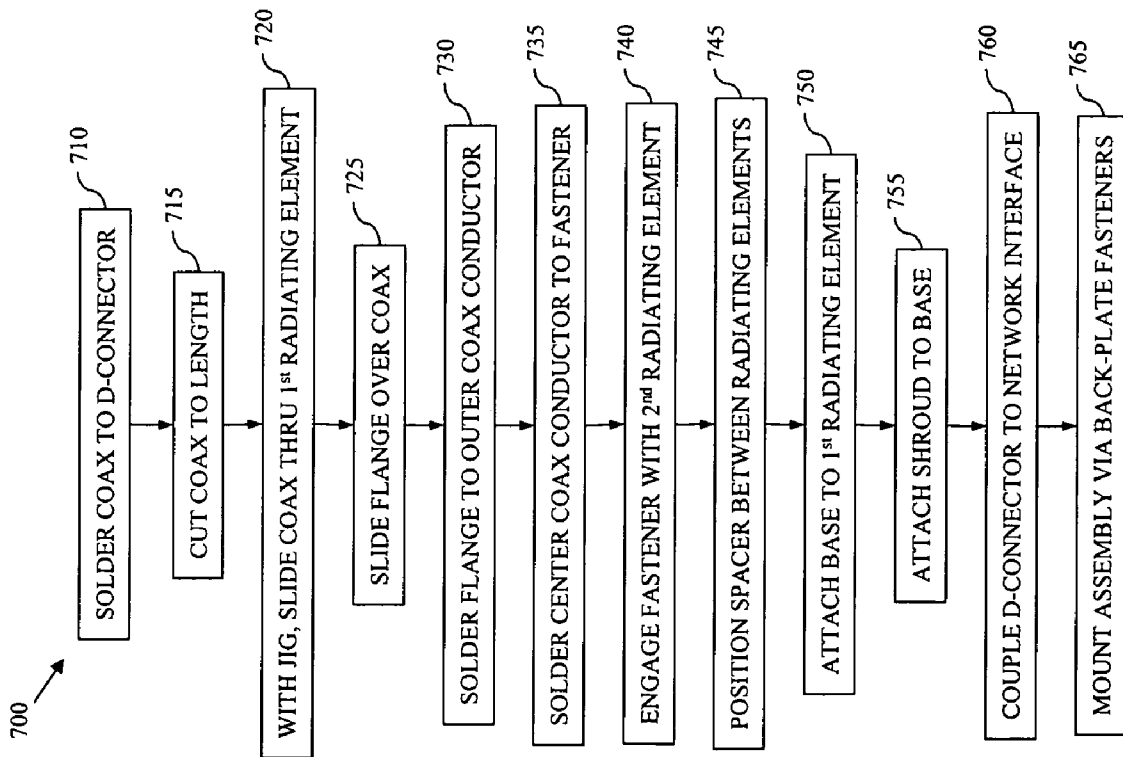 700
SOLDER COAX TO D-CONNECTOR
710
CUT COAX TO LENGTH
715
WITH JIG, SLIDE COAX THRU 1st RADIATING ELEMENT
720
SLIDE FLANGE OVER COAX
725
SOLDER FLANGE TO OUTER COAX CONDUCTOR
730
SOLDER CENTER COAX CONDUCTOR TO FASTENER
735
ENGAGE FASTENER WITH 2nd RADIATING ELEMENT
740
POSITION SPACER BETWEEN RADIATING ELEMENTS
745
ATTACH BASE TO 1st RADIATING ELEMENT
750
ATTACH SHROUD TO BASE
755
COUPLE D-CONNECTOR TO NETWORK INTERFACE
760
MOUNT ASSEMBLY VIA BACK-PLATE FASTENERS
765